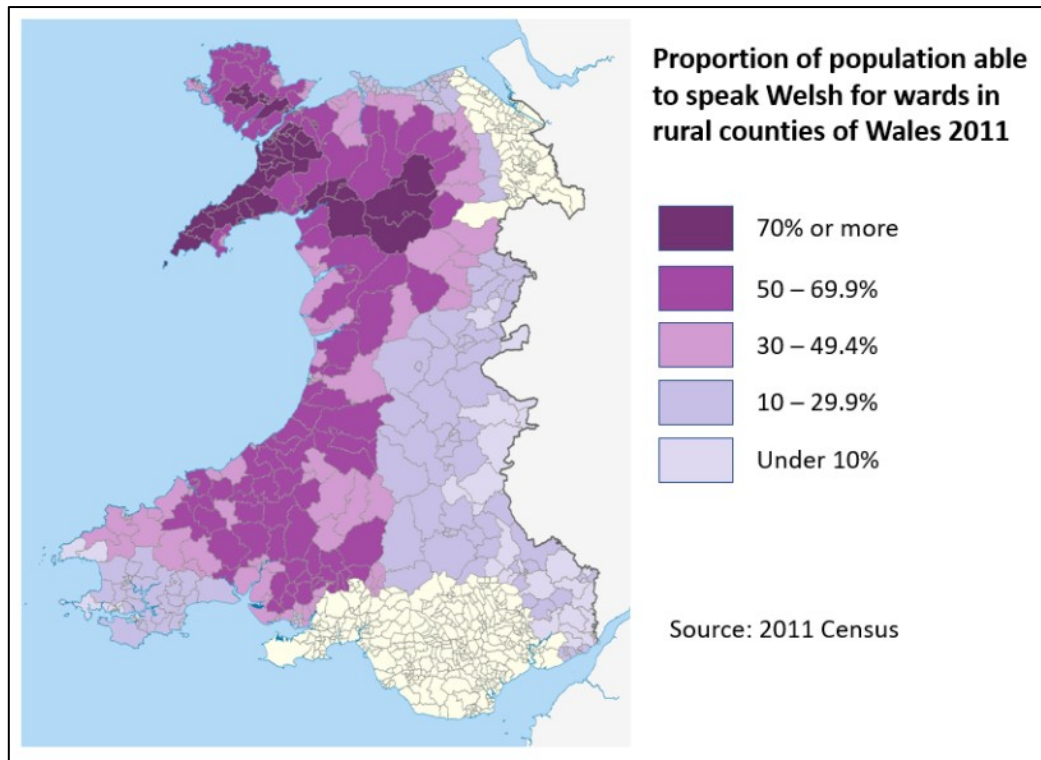 Proportion of population able
to speak Welsh for wards in
rural counties of Wales 2011
70% or more
50 – 69.9%
30 – 49.4%
10 – 29.9%
Under 10%
Source: 2011 Census